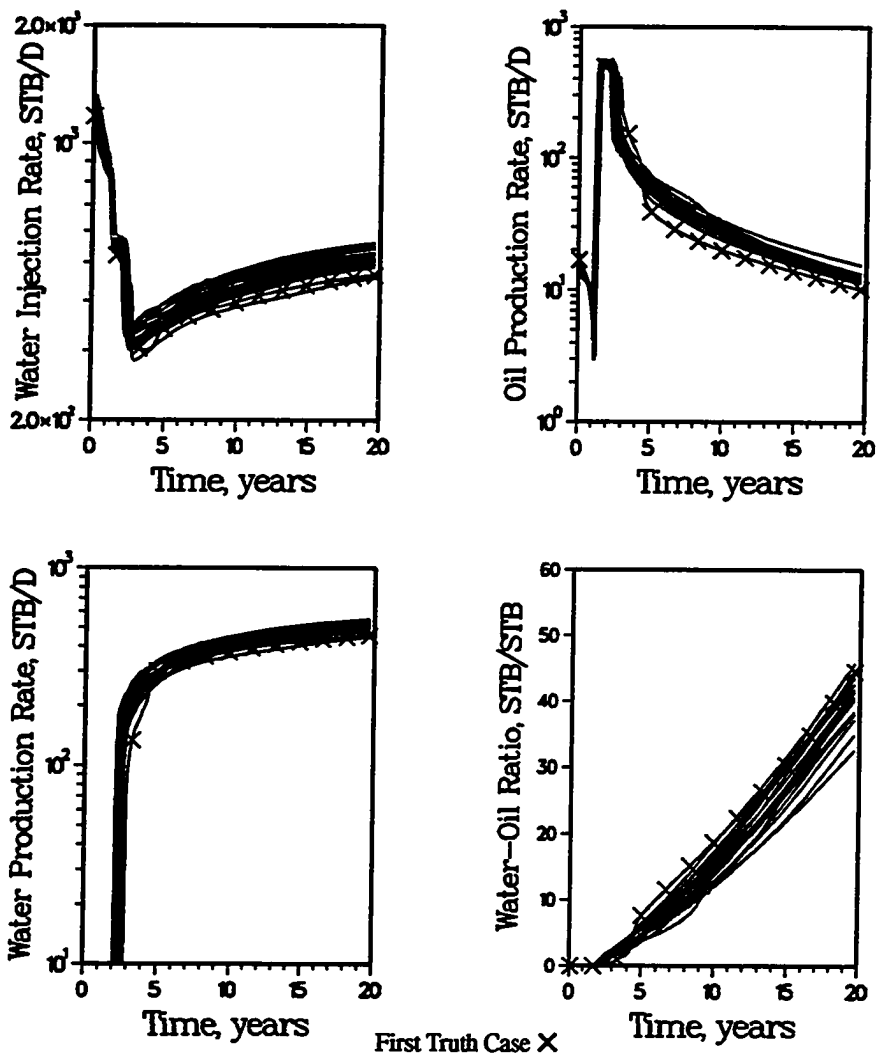 Water Injection Rate, STB/D
2.0×10³
10³
2.0×10²
0 5 10 15 20
Time, years
Oil Production Rate, STB/D
10³
10²
10¹
10⁰
0 5 10 15 20
Time, years
Water Production Rate, STB/D
10³
10²
10¹
0 5 10 15 20
Time, years
Water-Oil Ratio, STB/STB
60
50
40
30
20
10
0
0 5 10 15 20
Time, years
First Truth Case ×